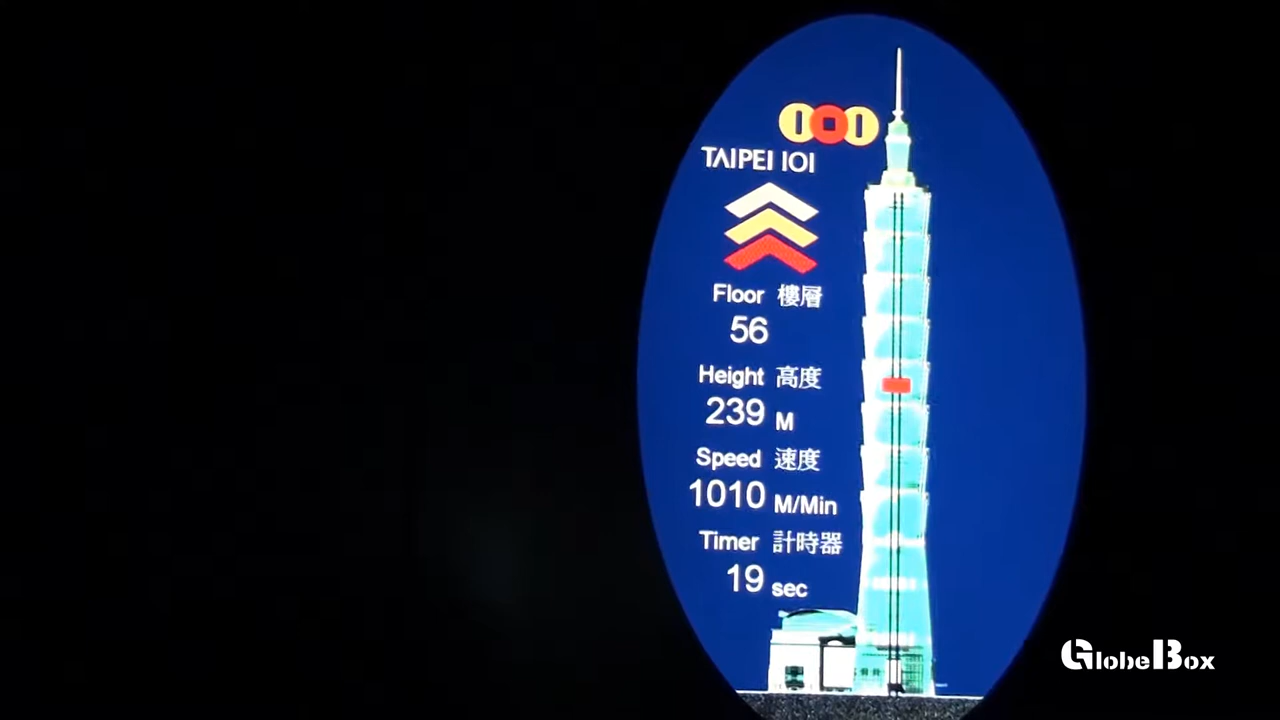 TAIPEI 101
Floor 樓層
56
Height 高度
239 M
Speed 速度
1010 M/Min
Timer 計時器
19 sec
GlobeBox